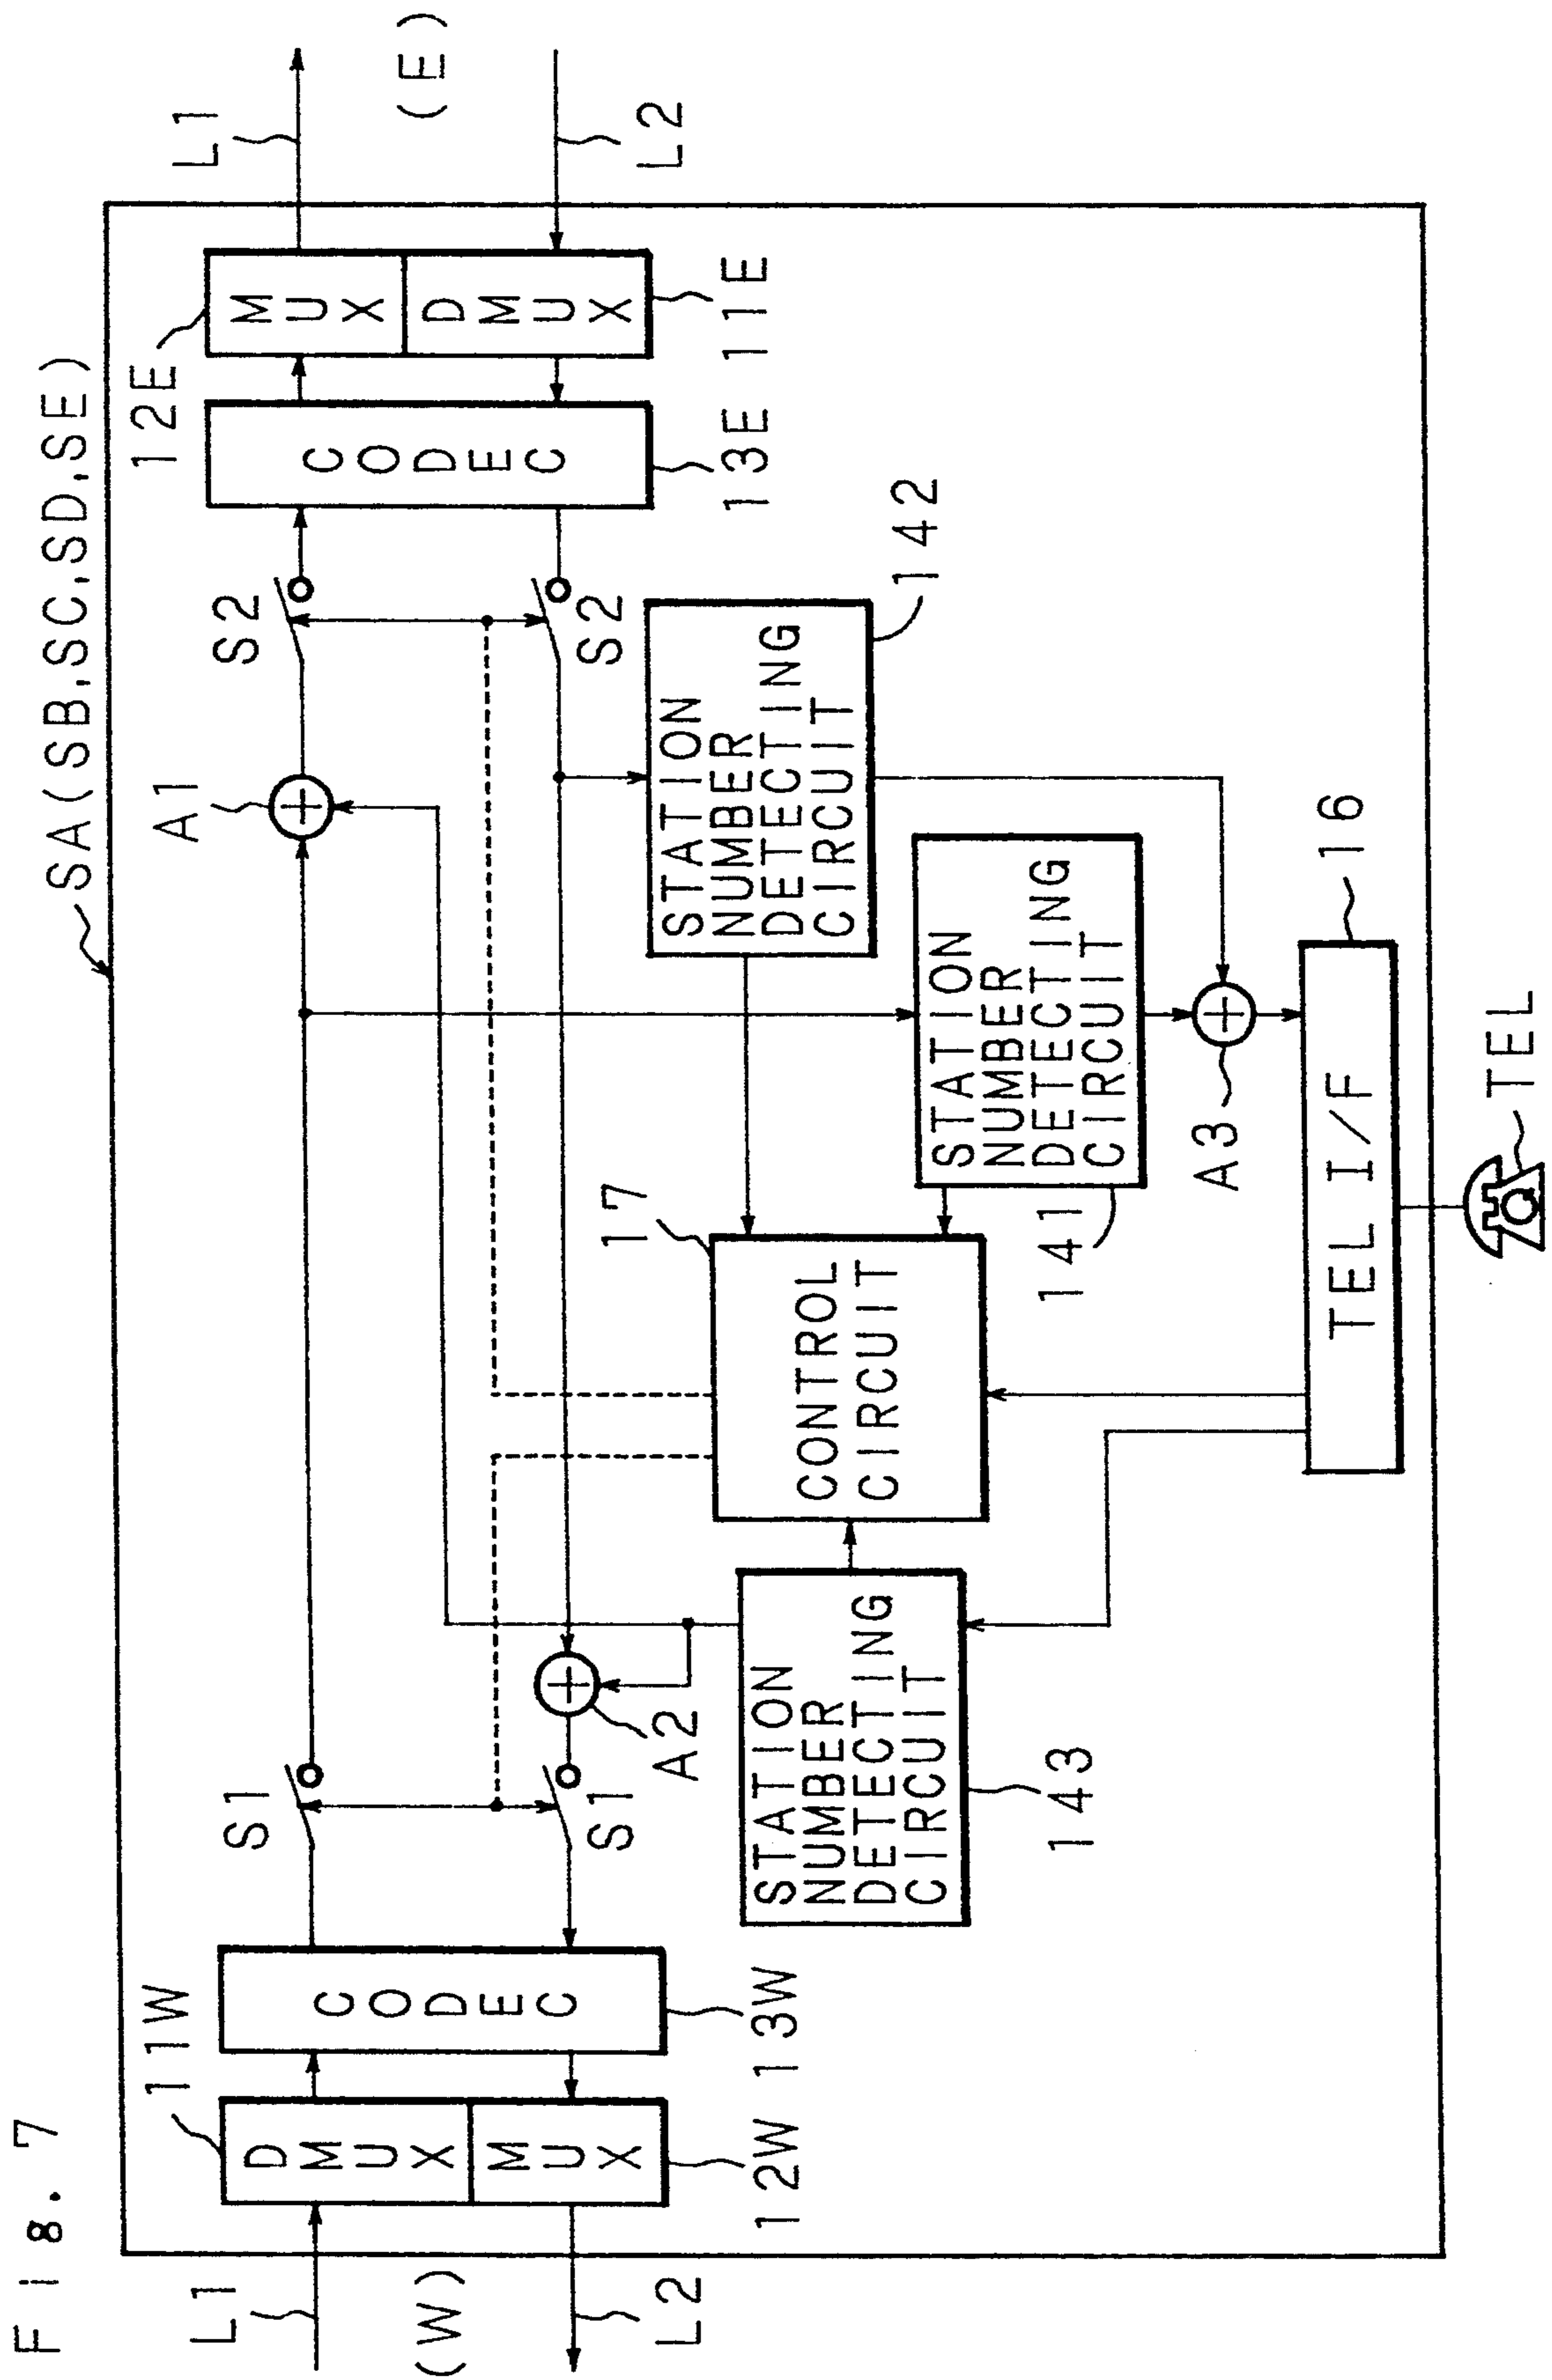 Fig. 7
SA(SB,SC,SD,SE)
L1
(W)
L2
11W
DMUX
MUX
12W
CODEC
13W
S1
S1
A2
A1
S2
S2
CODEC
13E
12E
MUX
DMUX
11E
L1
(E)
L2
STATION
NUMBER
DETECTING
CIRCUIT
143
CONTROL
CIRCUIT
17
STATION
NUMBER
DETECTING
CIRCUIT
141
STATION
NUMBER
DETECTING
CIRCUIT
142
A3
TEL I/F
16
TEL